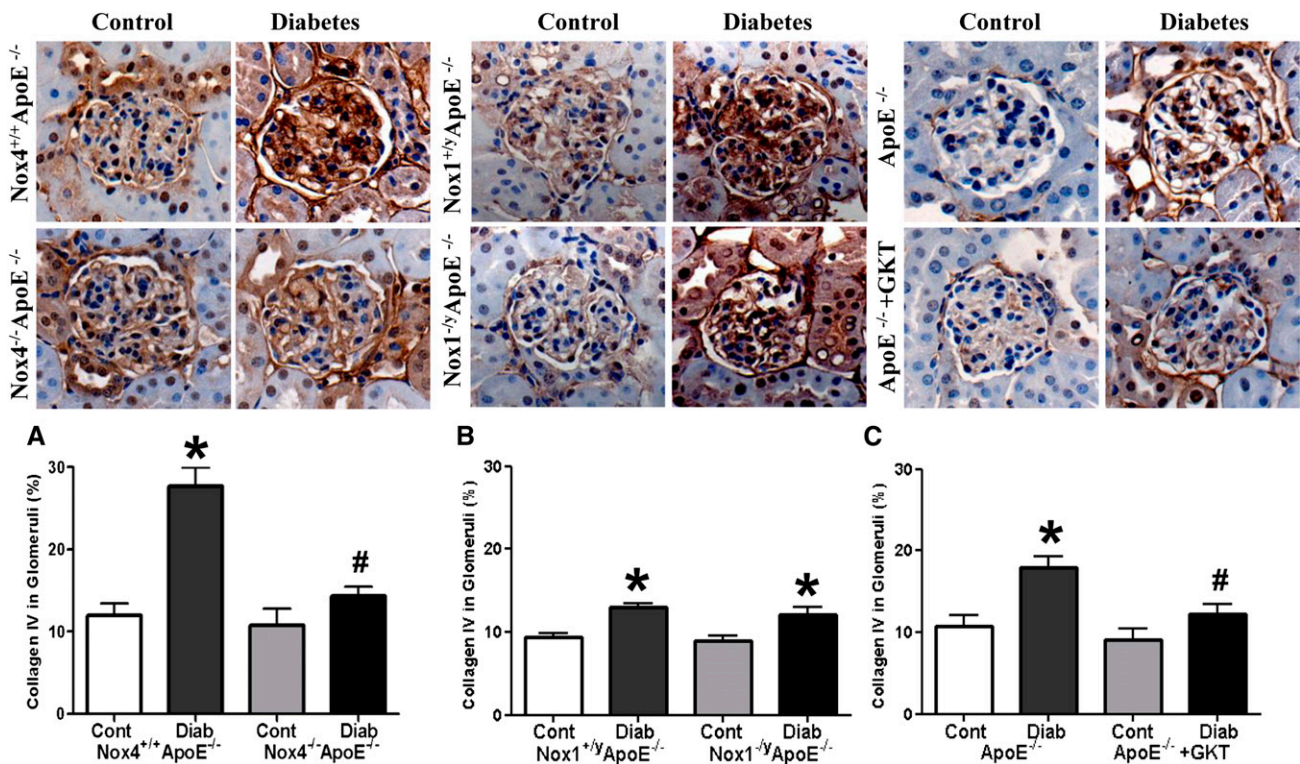 Control Diabetes Control Diabetes Control Diabetes
Nox4+/+ApoE -/-
Nox1+/yApoE -/-
ApoE -/-
Nox4-/-ApoE -/-
Nox1-/yApoE -/-
ApoE -/-+GKT
A
Collagen IV in Glomeruli (%)
30
20
10
0
*
#
Cont Diab Cont Diab
Nox4+/+ApoE-/- Nox4-/-ApoE-/-
B
Collagen IV in Glomeruli (%)
30
20
10
0
*
*
Cont Diab Cont Diab
Nox1+/yApoE-/- Nox1-/yApoE-/-
C
Collagen IV in Glomeruli (%)
30
20
10
0
*
#
Cont Diab Cont Diab
ApoE-/- ApoE-/- +GKT